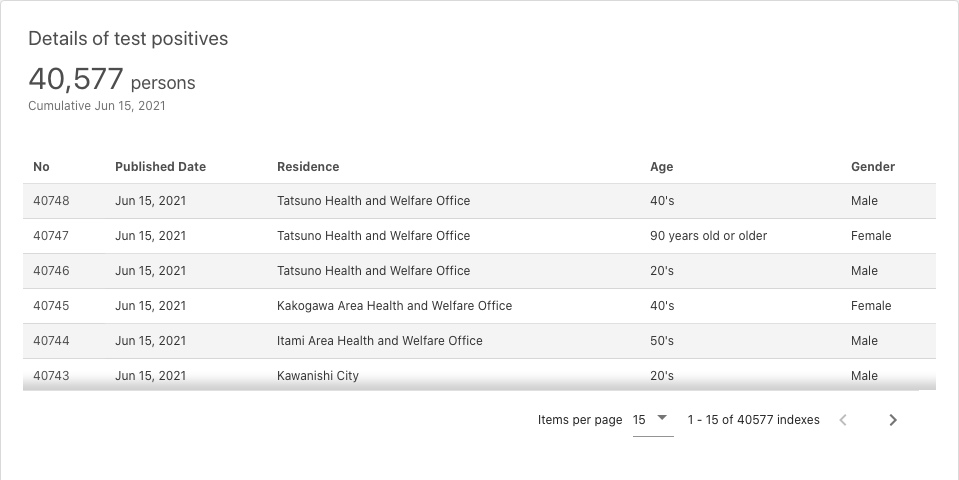 Details of test positives
40,577 persons
Cumulative Jun 15, 2021
No Published Date Residence Age Gender
40748 Jun 15, 2021 Tatsuno Health and Welfare Office 40's Male
40747 Jun 15, 2021 Tatsuno Health and Welfare Office 90 years old or older Female
40746 Jun 15, 2021 Tatsuno Health and Welfare Office 20's Male
40745 Jun 15, 2021 Kakogawa Area Health and Welfare Office 40's Female
40744 Jun 15, 2021 Itami Area Health and Welfare Office 50's Male
40743 Jun 15, 2021 Kawanishi City 20's Male
Items per page 15 1 - 15 of 40577 indexes